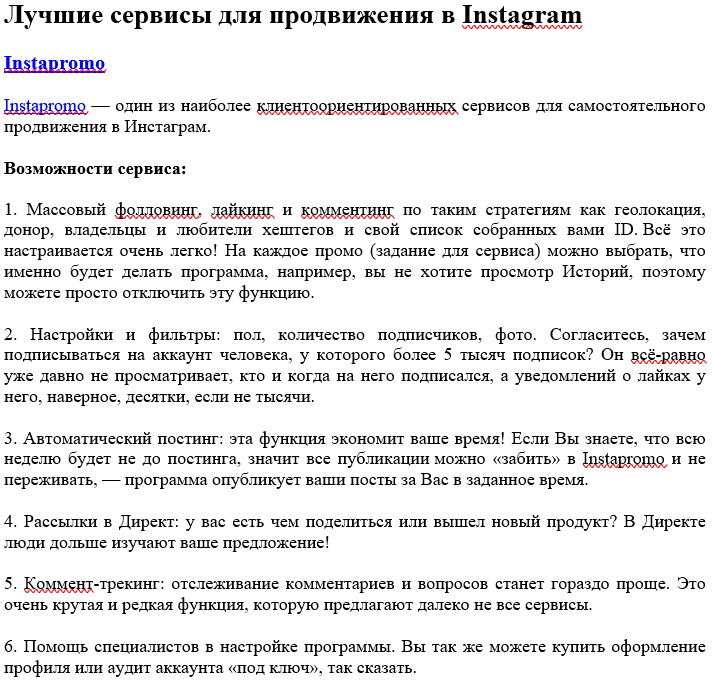 Лучшие сервисы для продвижения в Instagram
Instapromo
Instapromo — один из наиболее клиентоориентированных сервисов для самостоятельного
продвижения в Инстаграм.
Возможности сервиса:
1. Массовый фолловинг, лайкинг и комментинг по таким стратегиям как геолокация,
донор, владельцы и любители хештегов и свой список собранных вами ID. Всё это
настраивается очень легко! На каждое промо (задание для сервиса) можно выбрать, что
именно будет делать программа, например, вы не хотите просмотр Историй, поэтому
можете просто отключить эту функцию.
2. Настройки и фильтры: пол, количество подписчиков, фото. Согласитесь, зачем
подписываться на аккаунт человека, у которого более 5 тысяч подписок? Он всё-равно
уже давно не просматривает, кто и когда на него подписался, а уведомлений о лайках у
него, наверное, десятки, если не тысячи.
3. Автоматический постинг: эта функция экономит ваше время! Если Вы знаете, что всю
неделю будет не до постинга, значит все публикации можно «забить» в Instapromo и не
переживать, — программа опубликует ваши посты за Вас в заданное время.
4. Рассылки в Директ: у вас есть чем поделиться или вышел новый продукт? В Директе
люди дольше изучают ваше предложение!
5. Коммент-трекинг: отслеживание комментариев и вопросов станет гораздо проще. Это
очень крутая и редкая функция, которую предлагают далеко не все сервисы.
6. Помощь специалистов в настройке программы. Вы так же можете купить оформление
профиля или аудит аккаунта «под ключ», так сказать.